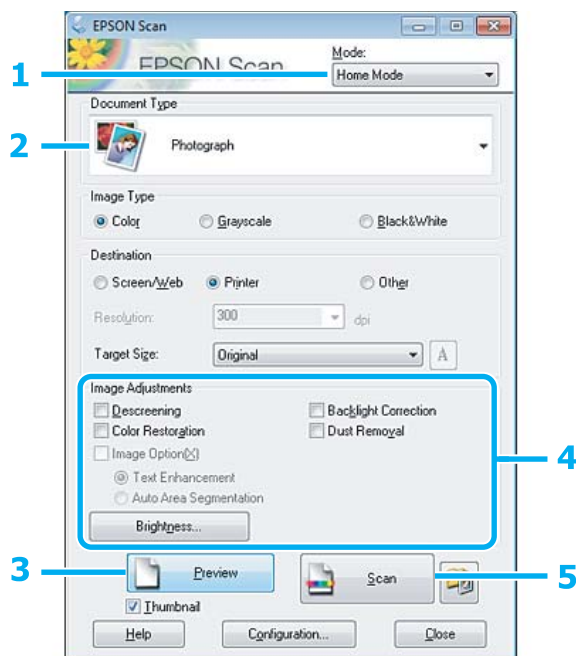 EPSON Scan
EPSON Scan
Mode:
1
Home Mode
Document Type
2
Photograph
Image Type
Color
Grayscale
Black&White
Destination
Screen/Web
Printer
Other
Resolution:
300
dpi
Target Size:
Original
A
Image Adjustments
Descreening
Backlight Correction
Color Restoration
Dust Removal
Image Option(X)
4
Text Enhancement
Auto Area Segmentation
Brightness...
3
Preview
Scan
5
Thumbnail
Help
Configuration...
Close